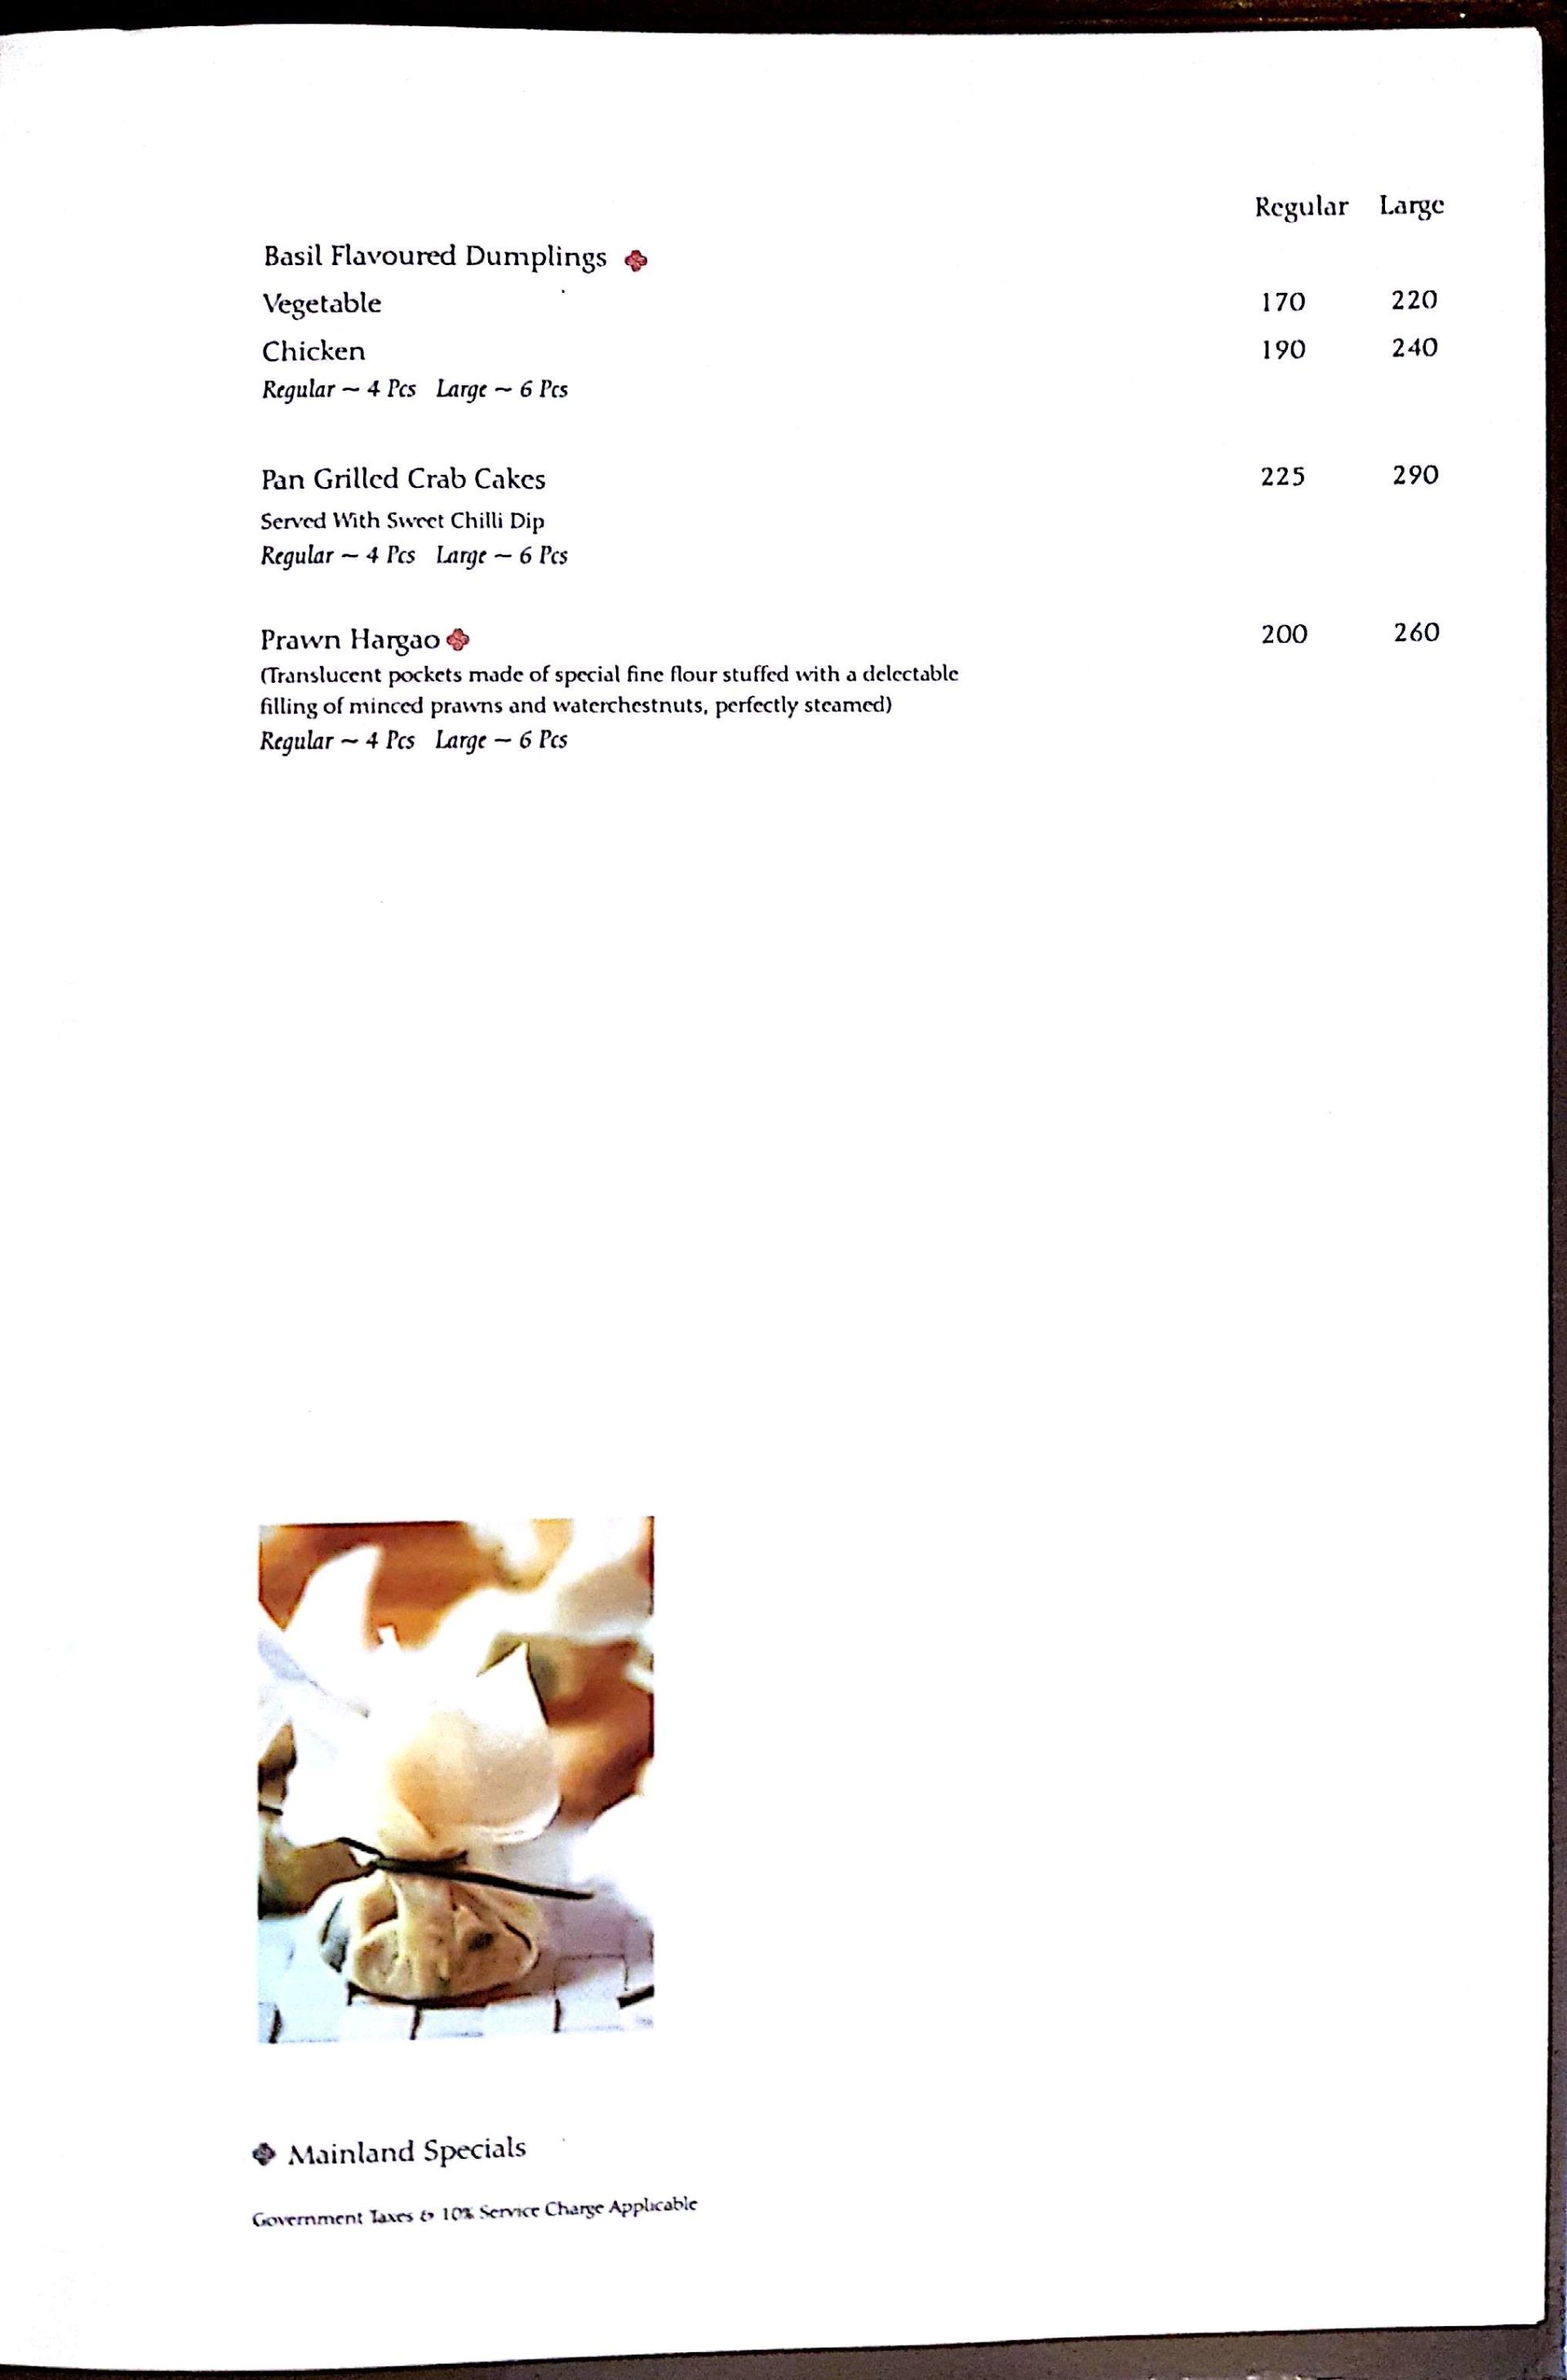 Regular Large
Basil Flavoured Dumplings
Vegetable 170 220
Chicken 190 240
Regular ~ 4 Pcs Large ~ 6 Pcs
Pan Grilled Crab Cakes 225 290
Served With Sweet Chilli Dip
Regular ~ 4 Pcs Large ~ 6 Pcs
Prawn Hargao 200 260
(Translucent pockets made of special fine flour stuffed with a delectable
filling of minced prawns and waterchestnuts, perfectly steamed)
Regular ~ 4 Pcs Large ~ 6 Pcs
Mainland Specials
Government Taxes & 10% Service Charge Applicable